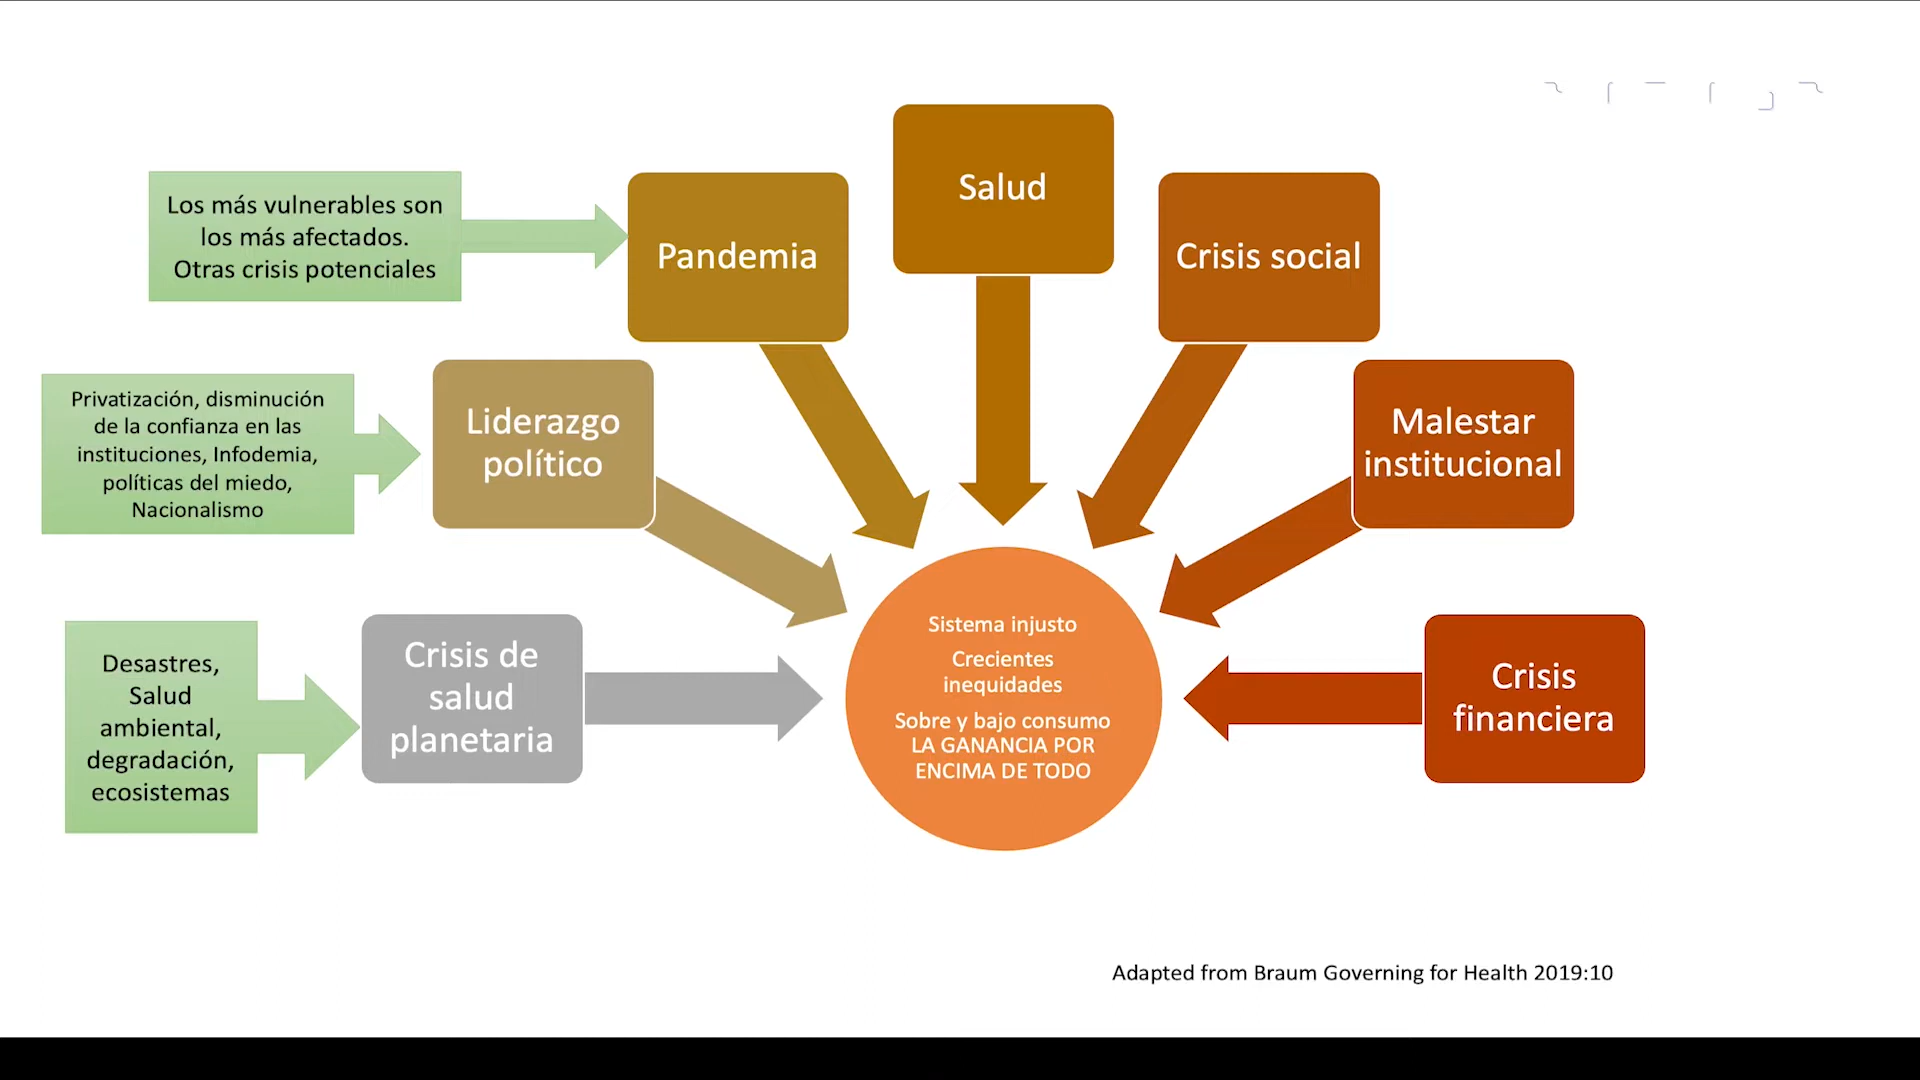 Salud
Los más vulnerables son
los más afectados.
Otras crisis potenciales
Pandemia
Crisis social
Privatización, disminución
de la confianza en las
instituciones, Infodemia,
políticas del miedo,
Nacionalismo
Liderazgo
político
Malestar
institucional
Desastres,
Salud
ambiental,
degradación,
ecosistemas
Crisis de
salud
planetaria
Sistema injusto
Crecientes
inequidades
Sobre y bajo consumo
LA GANANCIA POR
ENCIMA DE TODO
Crisis
financiera
Adapted from Braum Governing for Health 2019:10